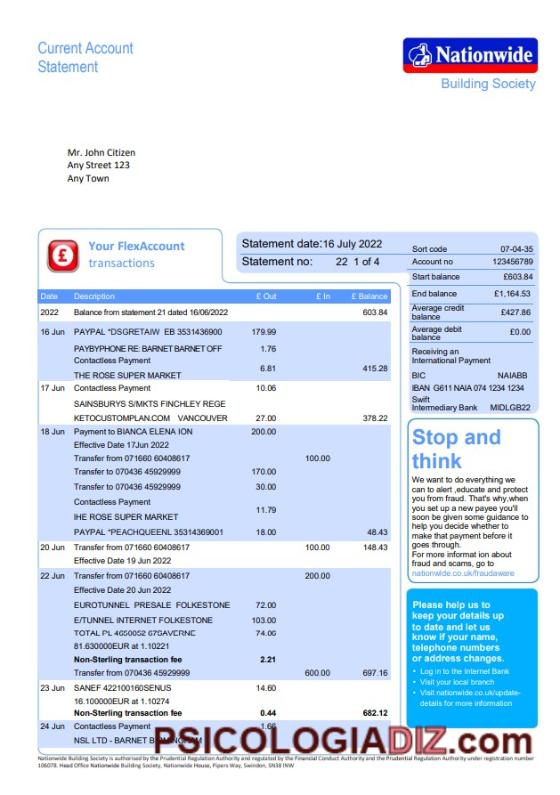 Current Account
Statement
Nationwide
Building Society
Mr. John Citizen
Any Street 123
Any Town
£
Your FlexAccount
transactions
Statement date:16 July 2022
Statement no: 22 1 of 4
Date Description £ Out £ In £ Balance
2022 Balance from statement 21 dated 16/06/2022 603.84
16 Jun PAYPAL *DSGRETAIW EB 3531436900 179.99
PAYBYPHONE RE: BARNET BARNET OFF 1.76
Contactless Payment
THE ROSE SUPER MARKET 6.81 415.28
17 Jun Contactless Payment 10.06
SAINSBURYS S/MKTS FINCHLEY REGE
KETOCUSTOMPLAN.COM VANCOUVER 27.00 378.22
18 Jun Payment to BIANCA ELENA ION 200.00
Effective Date 17Jun 2022
Transfer from 071660 60408617 100.00
Transfer to 070436 45929999 170.00
Transfer to 070436 45929999 30.00
Contactless Payment
IHE ROSE SUPER MARKET 11.79
PAYPAL *PEACHQUEENL 35314369001 18.00 48.43
20 Jun Transfer from 071660 60408617 100.00 148.43
Effective Date 19 Jun 2022
22 Jun Transfer from 071660 60408617 200.00
Effective Date 20 Jun 2022
EUROTUNNEL PRESALE FOLKESTONE 72.00
E/TUNNEL INTERNET FOLKESTONE 103.00
TOTAL PL 4650052 67SAVERNE 74.06
81.630000EUR at 1.10221
Non-Sterling transaction fee 2.21
Transfer from 070436 45929999 600.00 697.16
23 Jun SANEF 422100160SENUS 14.60
16.100000EUR at 1.10274
Non-Sterling transaction fee 0.44 682.12
24 Jun Contactless Payment 1.66
NSL LTD - BARNET
Sort code 07-04-35
Account no 123456789
Start balance £603.84
End balance £1,164.53
Average credit
balance £427.86
Average debit
balance £0.00
Receiving an
International Payment
BIC NAIABB
IBAN G611 NAIA 074 1234 1234
Swift
Intermediary Bank MIDLGB22
Stop and
think
We want to do everything we
can to alert ,educate and protect
you from fraud. That's why,when
you set up a new payee you'll
soon be given some guidance to
help you decide whether to
make that payment before it
goes through.
For more informat ion about
fraud and scams, go to
nationwide.co.uk/fraudaware
Please help us to
keep your details up
to date and let us
know if your name,
telephone numbers
or address changes.
• Log in to the Internet Bank
• Visit your local branch
• Visit nationwide.co.uk/update-
details for more information
PSICOLOGIADIZ.com
Nationwide Building Society is authorised by the Prudential Regulation Authority and regulated by the Financial Conduct Authority and the Prudential Regulation Authority under registration number
106078. Head Office Nationwide Building Society, Nationwide House, Pipers Way, Swindon, SN38 INW